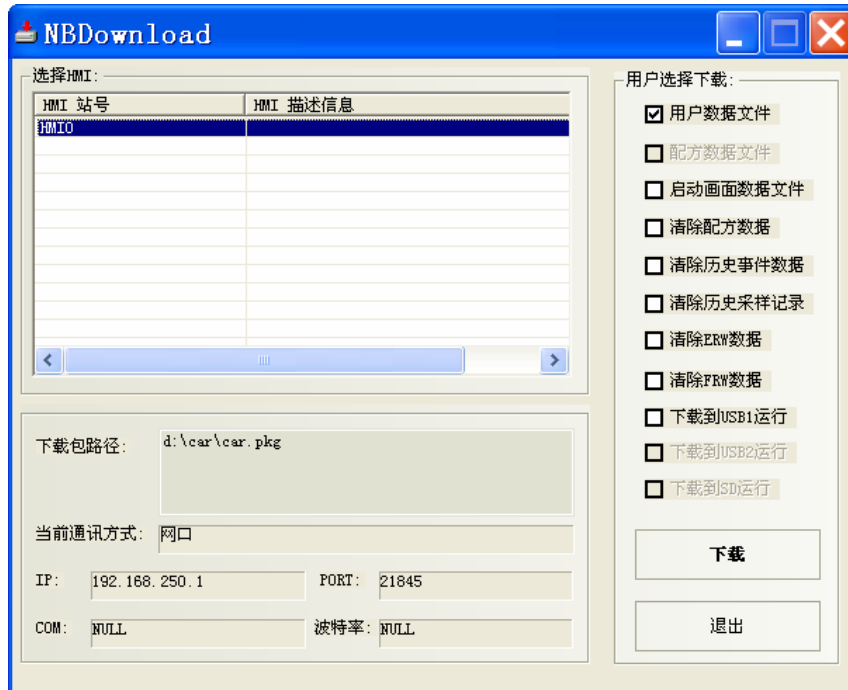 NBDownload
选择HMI:
HMI 站号 HMI 描述信息
HMI0
下载包路径: d:\car\car.pkg
当前通讯方式: 网口
IP: 192.168.250.1 PORT: 21845
COM: NULL 波特率: NULL
用户选择下载:
用户数据文件
配方数据文件
启动画面数据文件
清除配方数据
清除历史事件数据
清除历史采样记录
清除ERW数据
清除FRW数据
下载到USB1运行
下载到USB2运行
下载到SD运行
下载
退出